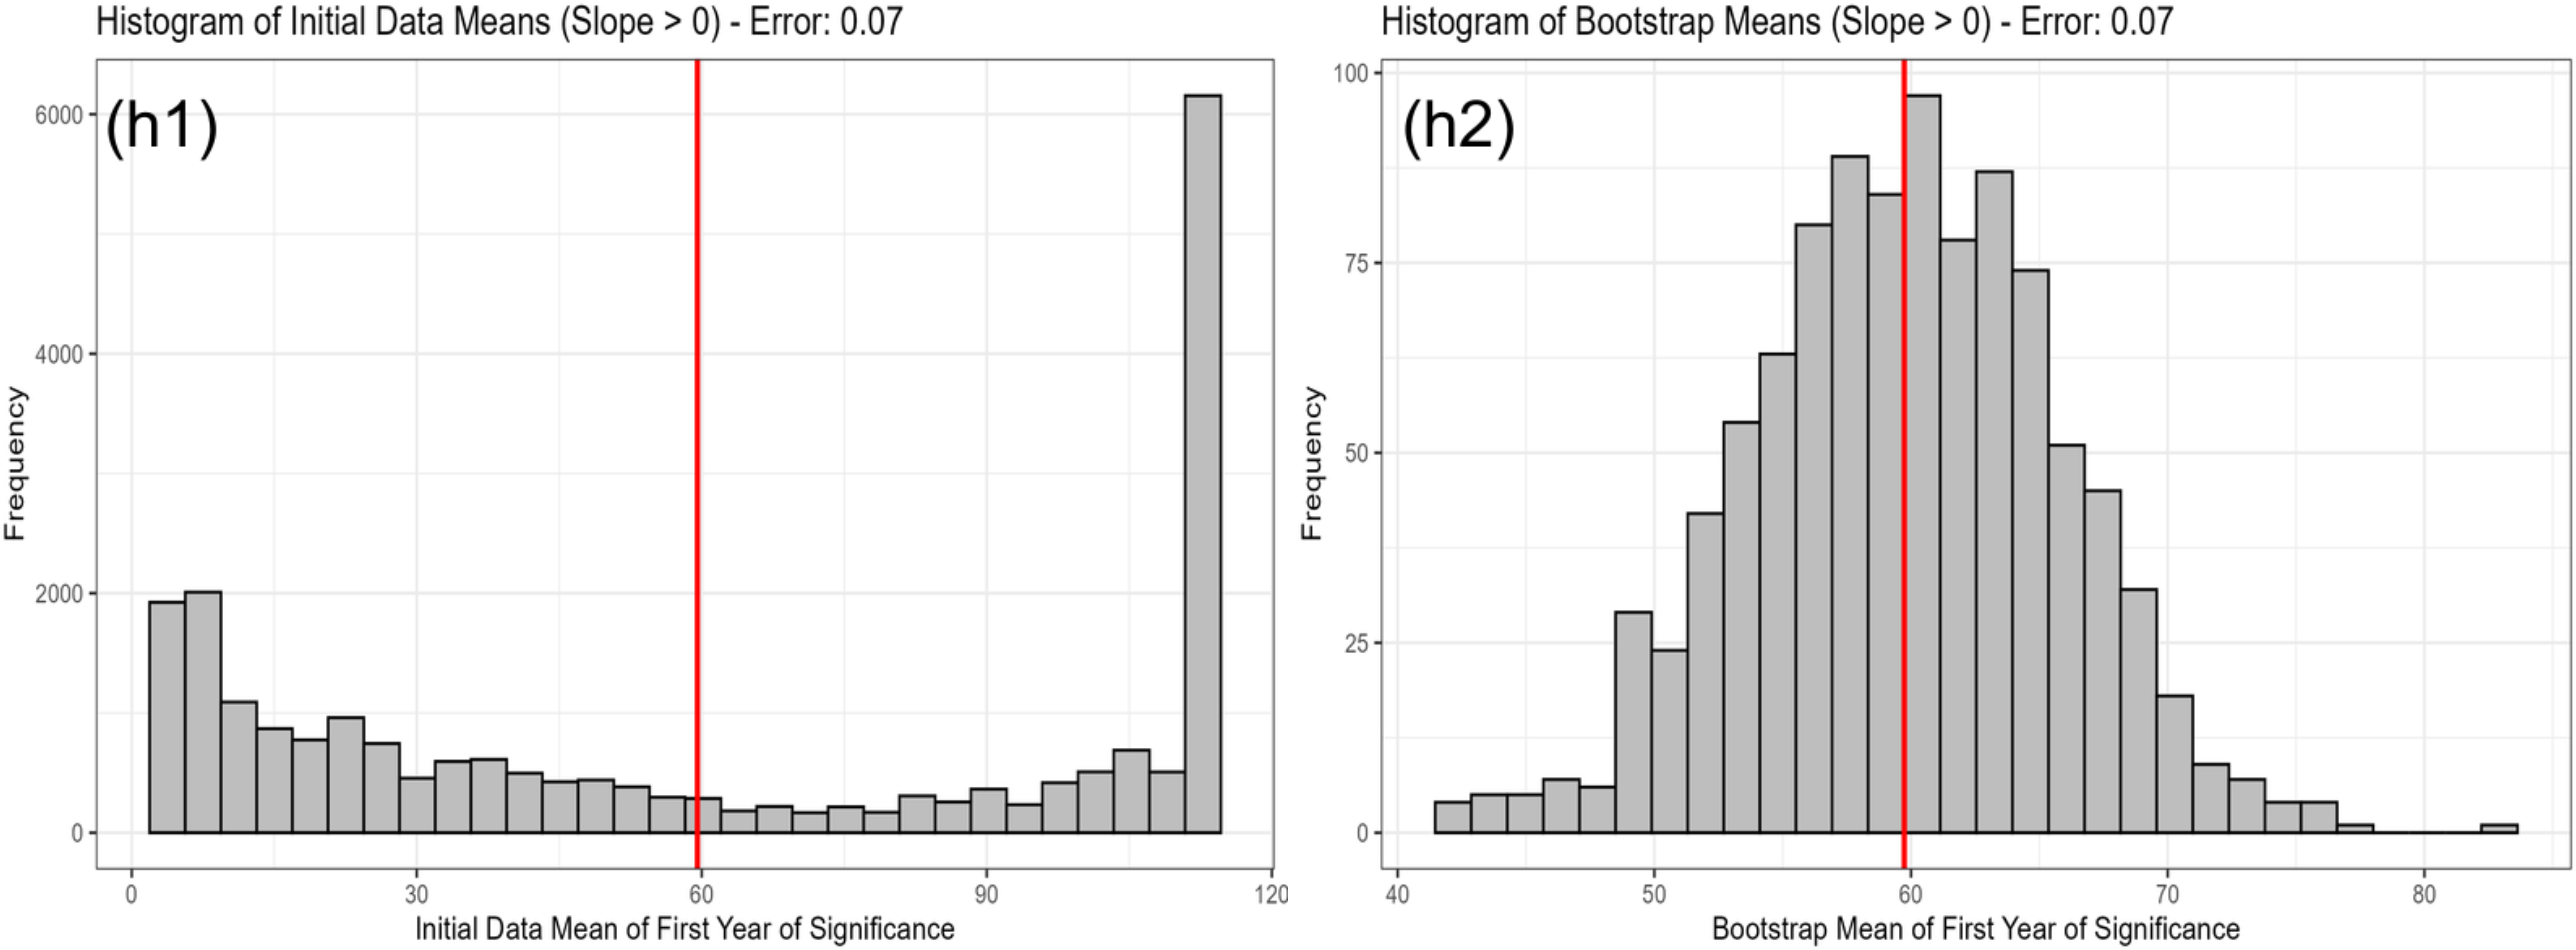 Histogram of Initial Data Means (Slope > 0) - Error: 0.07
(h1)
Frequency
6000
4000
2000
0
0 30 60 90 120
Initial Data Mean of First Year of Significance
Histogram of Bootstrap Means (Slope > 0) - Error: 0.07
(h2)
Frequency
100
75
50
25
0
40 50 60 70 80
Bootstrap Mean of First Year of Significance